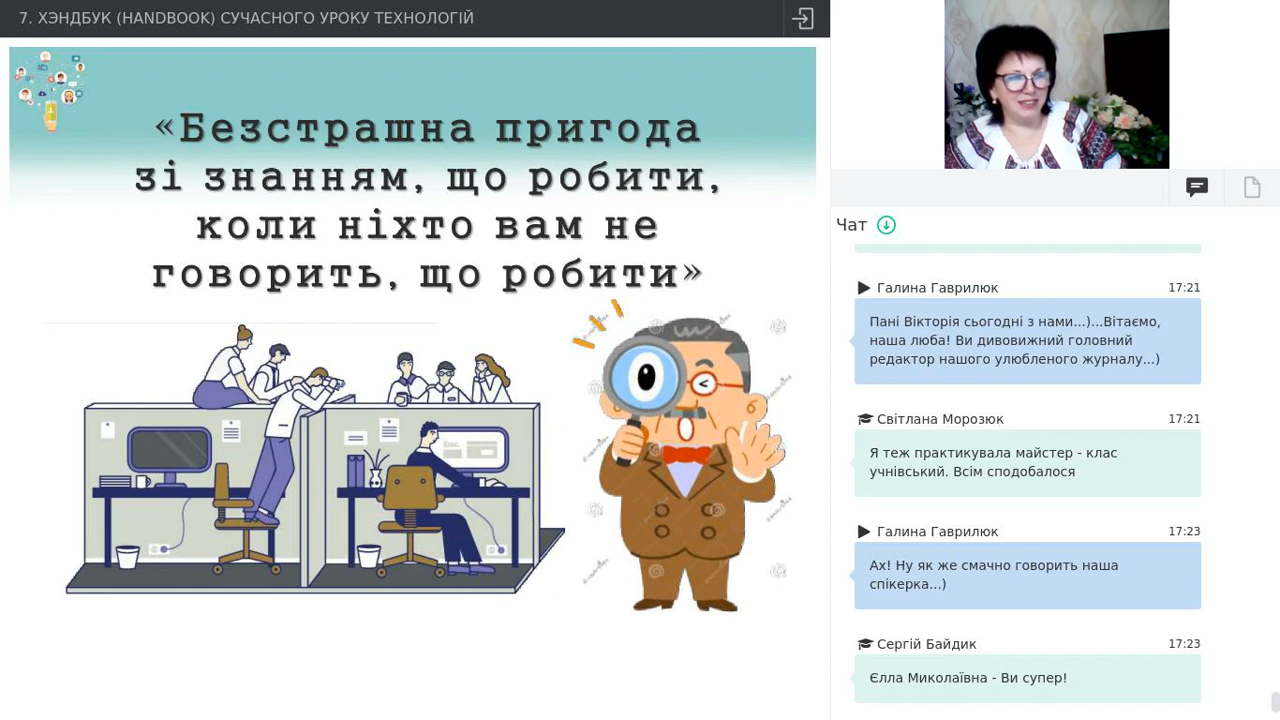 7. ХЭНДБУК (HANDBOOK) СУЧАСНОГО УРОКУ ТЕХНОЛОГІЙ
«Безстрашна пригода
зі знанням, що робити,
коли ніхто вам не
говорить, що робити»
Чат
Галина Гаврилюк 17:21
Пані Вікторія сьогодні з нами...)...Вітаємо,
наша люба! Ви дивовижний головний
редактор нашого улюбленого журналу...)
Світлана Морозюк 17:21
Я теж практикувала майстер - клас
учнівський. Всім сподобалося
Галина Гаврилюк 17:23
Ах! Ну як же смачно говорить наша
спікерка...)
Сергій Байдик 17:23
Єлла Миколаївна - Ви супер!